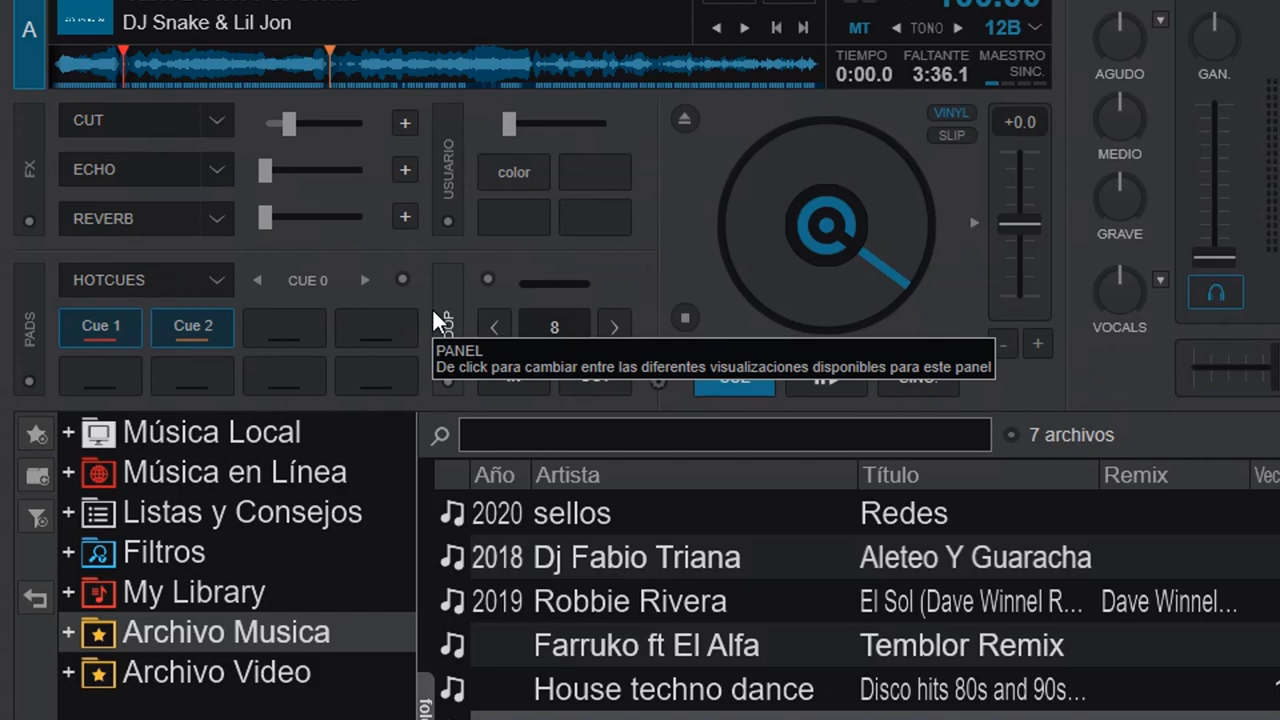 A
DJ Snake & Lil Jon
MT
TONO
12B
TIEMPO
0:00.0
FALTANTE
3:36.1
MAESTRO
SINC.
AGUDO
MEDIO
GRAVE
VOCALS
GAN.
FX
CUT
ECHO
REVERB
+
+
+
USUARIO
color
VINYL
SLIP
+0.0
PADS
HOTCUES
CUE 0
Cue 1
Cue 2
8
-
+
PANEL
De click para cambiar entre las diferentes visualizaciones disponibles para este panel
+ Música Local
+ Música en Línea
+ Listas y Consejos
+ Filtros
+ My Library
+ Archivo Musica
+ Archivo Video
7 archivos
Año Artista Título Remix Vec
2020 sellos Redes
2018 Dj Fabio Triana Aleteo Y Guaracha
2019 Robbie Rivera El Sol (Dave Winnel R... Dave Winnel...
Farruko ft El Alfa Temblor Remix
House techno dance Disco hits 80s and 90s...